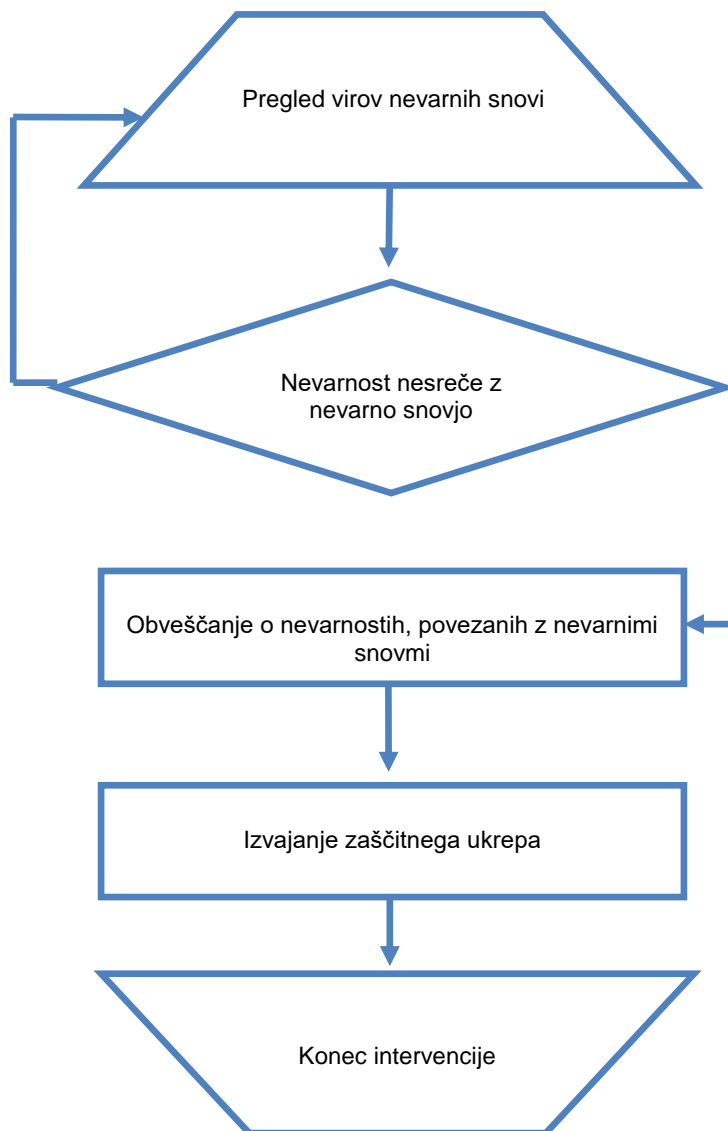 Pregled virov nevarnih snovi
Nevarnost nesreče z
nevarno snovjo
Obveščanje o nevarnostih, povezanih z nevarnimi
snovmi
Izvajanje zaščitnega ukrepa
Konec intervencije